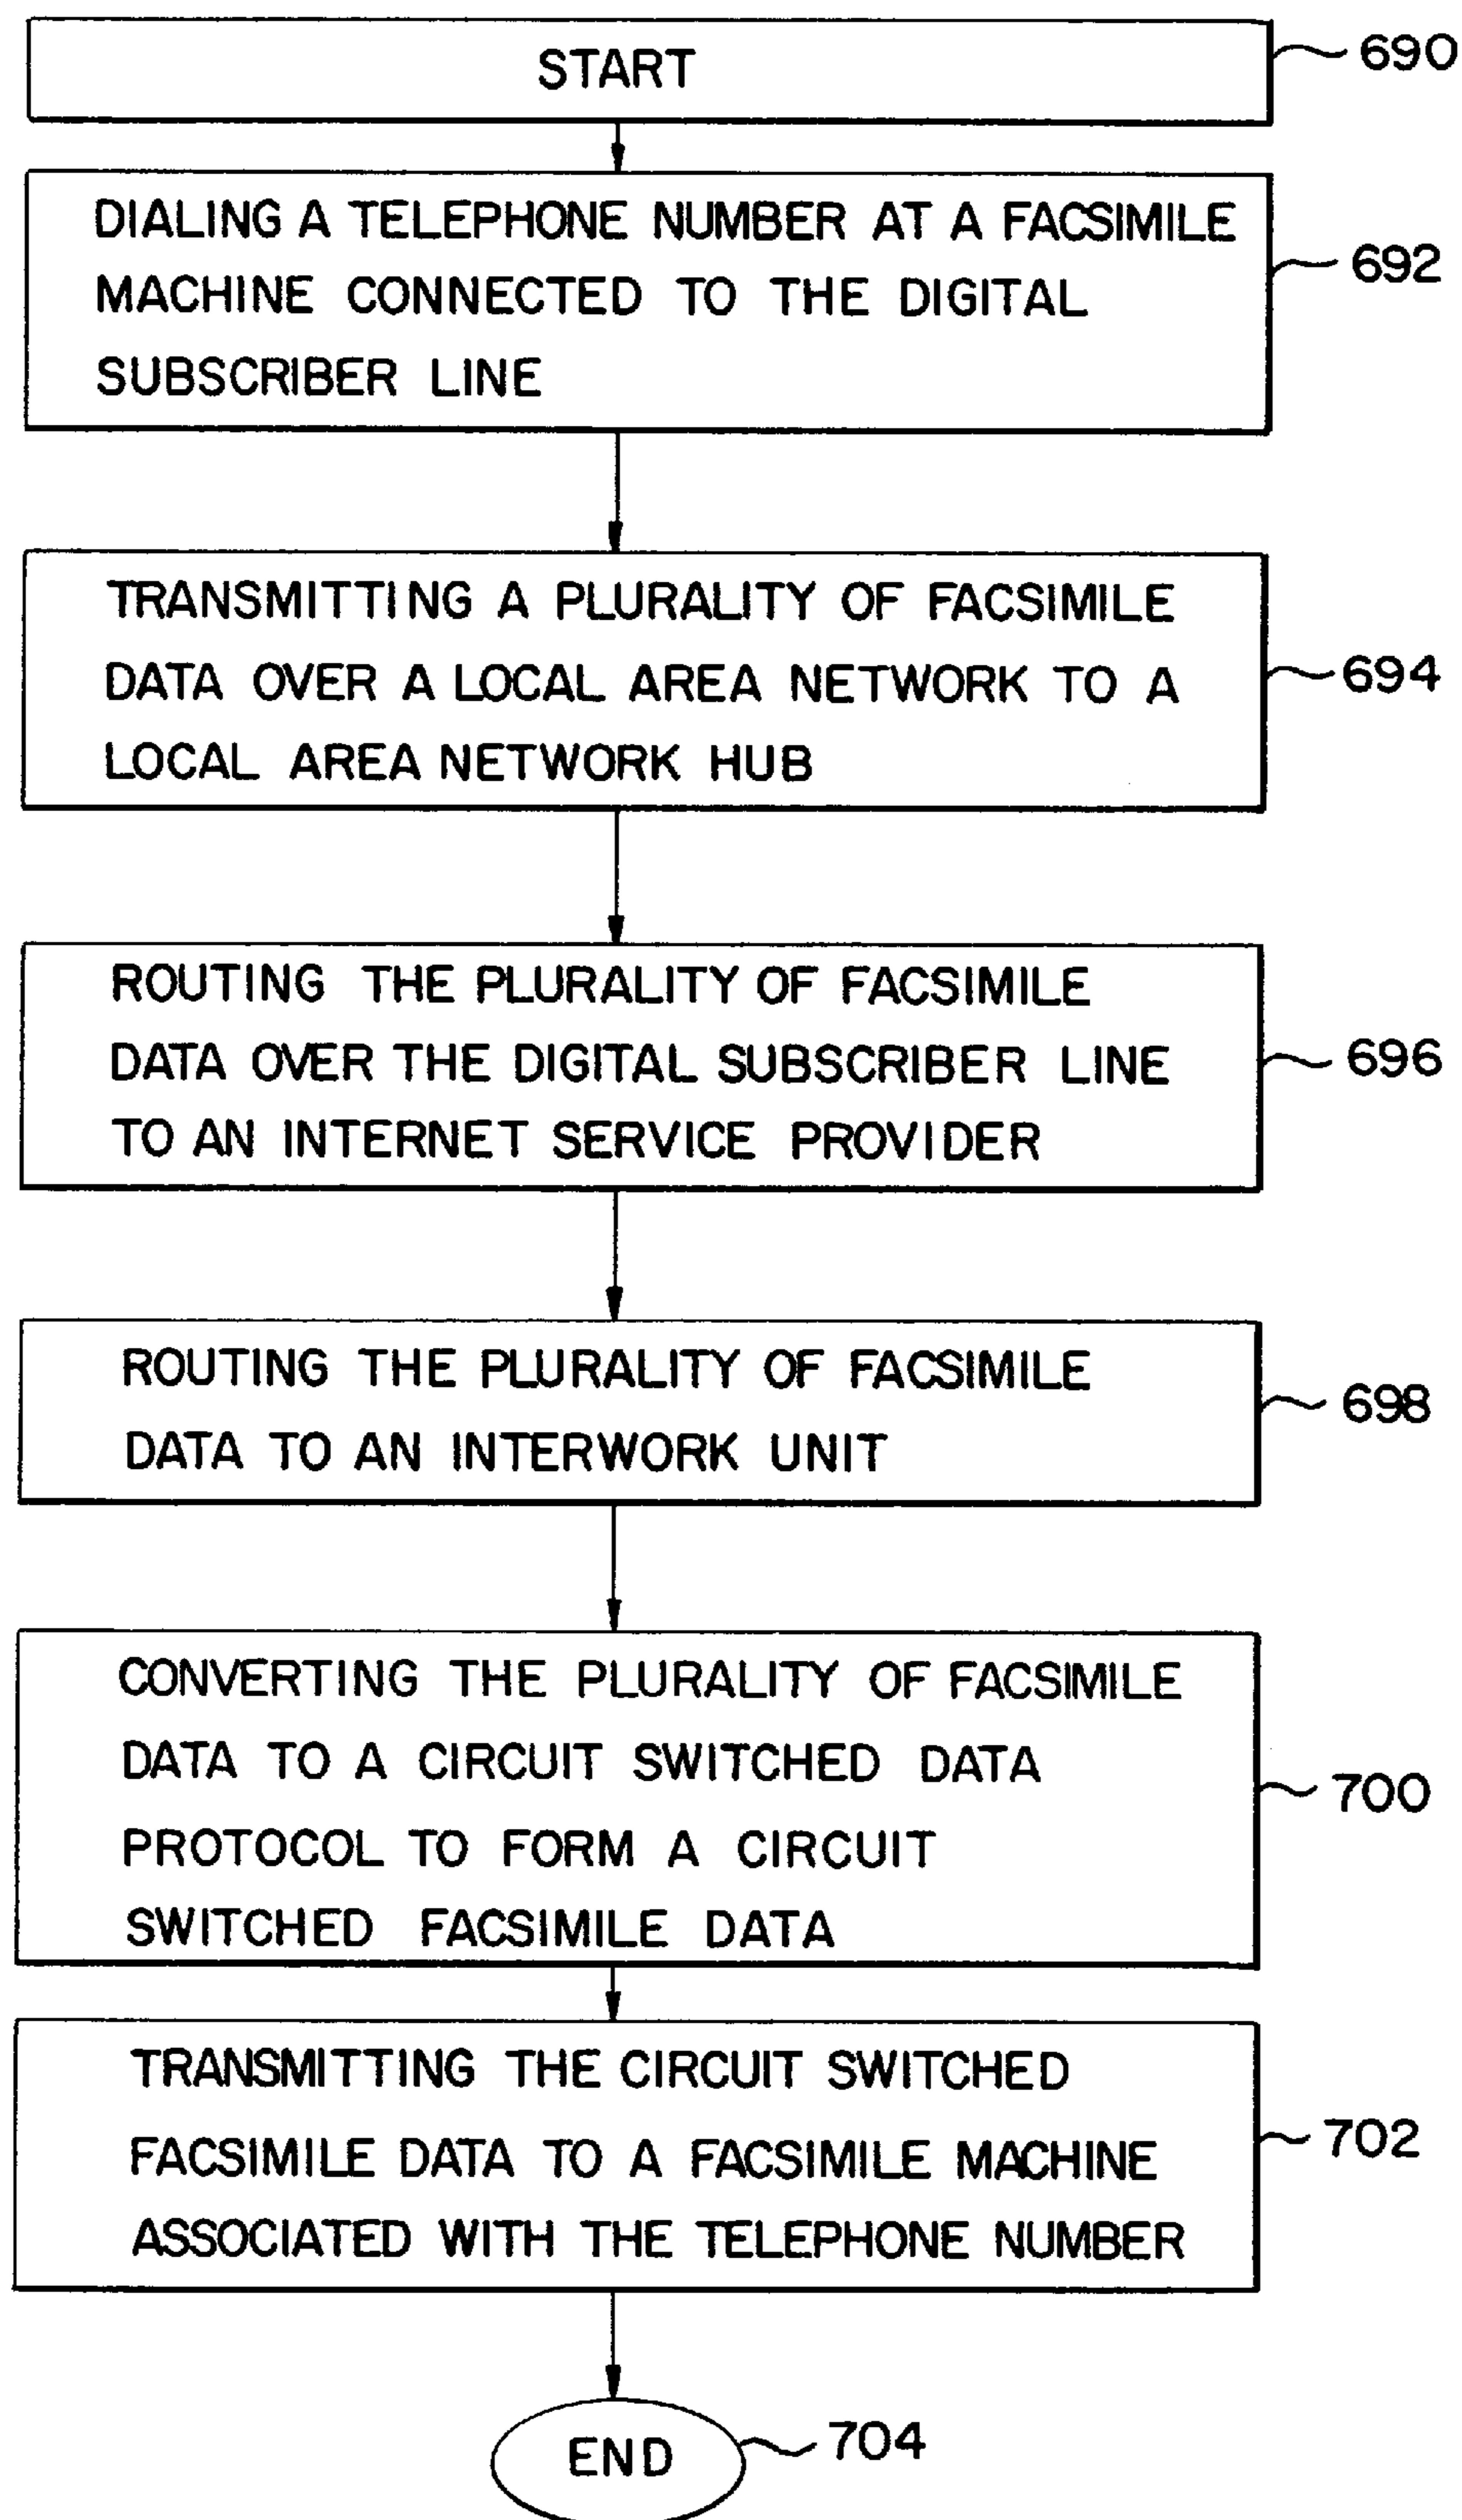 START
690
DIALING A TELEPHONE NUMBER AT A FACSIMILE
MACHINE CONNECTED TO THE DIGITAL
SUBSCRIBER LINE
692
TRANSMITTING A PLURALITY OF FACSIMILE
DATA OVER A LOCAL AREA NETWORK TO A
LOCAL AREA NETWORK HUB
694
ROUTING THE PLURALITY OF FACSIMILE
DATA OVER THE DIGITAL SUBSCRIBER LINE
TO AN INTERNET SERVICE PROVIDER
696
ROUTING THE PLURALITY OF FACSIMILE
DATA TO AN INTERWORK UNIT
698
CONVERTING THE PLURALITY OF FACSIMILE
DATA TO A CIRCUIT SWITCHED DATA
PROTOCOL TO FORM A CIRCUIT
SWITCHED FACSIMILE DATA
700
TRANSMITTING THE CIRCUIT SWITCHED
FACSIMILE DATA TO A FACSIMILE MACHINE
ASSOCIATED WITH THE TELEPHONE NUMBER
702
END
704